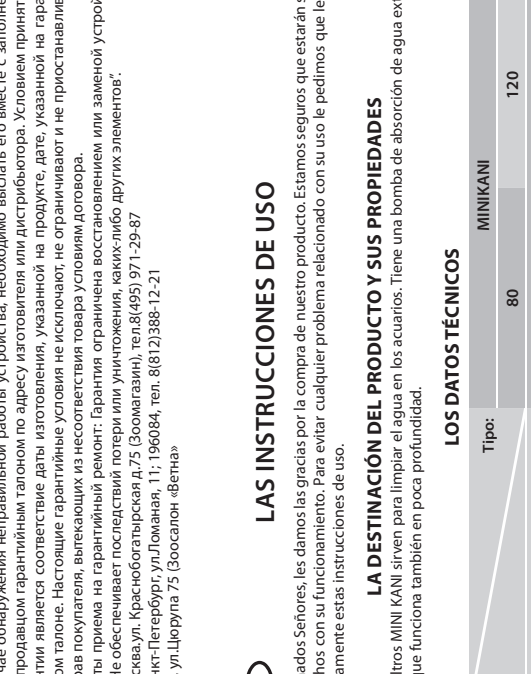 чае обнаружения неправильной работы устройства, необходимо выслать его вместе с заполне
продавцом гарантийным талоном по адресу изготовителя или дистрибьютора. Условием принят
нтии является соответствие даты изготовления, указанной на продукте, дате, указанной на гара
ом талоне. Настоящие гарантийные условия не исключают, не ограничивают и не приостанавлив
рав покупателя, вытекающих из несоответствия товара условиям договора.
ты приема на гарантийный ремонт: Гарантия ограничена восстановлением или заменой устрой
Не обеспечивает последствий потери или уничтожения, каких-либо других элементов".
сква,ул. Краснобогатырская д,75 (Зоомагазин), тел.8(495) 971-29-87
нкт-Петербург, ул.Ломаная, 11; 196084, тел. 8(812)388-12-21
, ул.Цюрупа 75 (Зоосалон «Ветна»
LAS INSTRUCCIONES DE USO
ados Señores, les damos las gracias por la compra de nuestro producto. Estamos seguros que estarán s
hos con su funcionamiento. Para evitar cualquier problema relacionado con su uso le pedimos que le
amente estas instrucciones de uso.
LA DESTINACIÓN DEL PRODUCTO Y SUS PROPIEDADES
ltros MINI KANI sirven para limpiar el agua en los acuarios. Tiene una bomba de absorción de agua ext
que funciona también en poca profundidad.
LOS DATOS TÉCNICOS
Tipo: MINIKANI
80 120